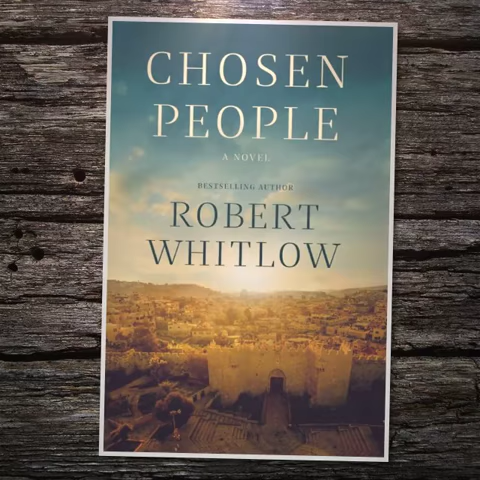 CHOSEN
PEOPLE
A NOVEL
BESTSELLING AUTHOR
ROBERT
WHITLOW